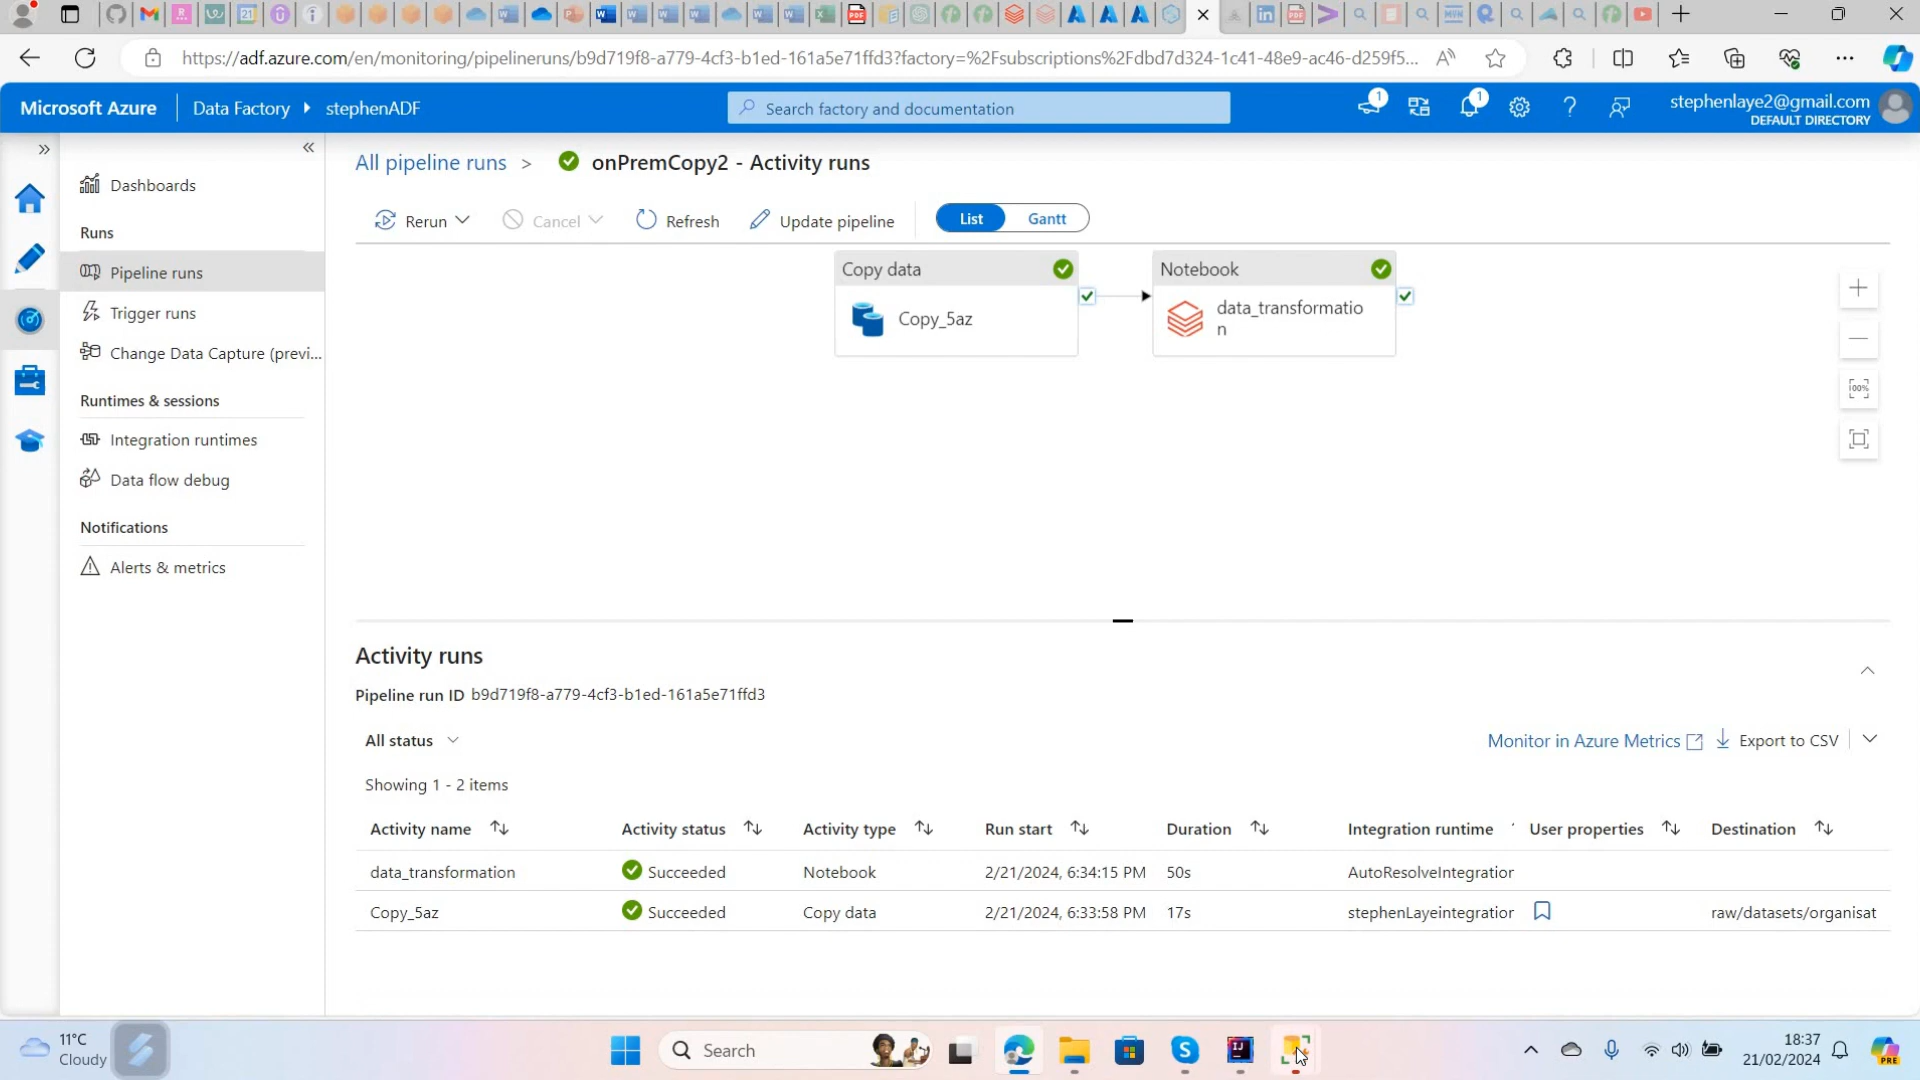 https://adf.azure.com/en/monitoring/pipelineruns/b9d719f8-a779-4cf3-b1ed-161a5e71ffd3?factory=%2Fsubscriptions%2Fdbd7d324-1c41-48e9-ac46-d259f5...
Microsoft Azure
Data Factory
stephenADF
Search factory and documentation
1
1
stephenlaye2@gmail.com
DEFAULT DIRECTORY
Dashboards
Runs
Pipeline runs
Trigger runs
Change Data Capture (previ...
Runtimes & sessions
Integration runtimes
Data flow debug
Notifications
Alerts & metrics
All pipeline runs > onPremCopy2 - Activity runs
Rerun
Cancel
Refresh
Update pipeline
List
Gantt
Copy data
Copy_5az
Notebook
data_transformatio
n
100%
Activity runs
Pipeline run ID b9d719f8-a779-4cf3-b1ed-161a5e71ffd3
All status
Monitor in Azure Metrics
Export to CSV
Showing 1 - 2 items
Activity name Activity status Activity type Run start Duration Integration runtime User properties Destination
data_transformation Succeeded Notebook 2/21/2024, 6:34:15 PM 50s AutoResolveIntegration
Copy_5az Succeeded Copy data 2/21/2024, 6:33:58 PM 17s stephenLayeintegration raw/datasets/organisat
11°C
Cloudy
Search
18:37
21/02/2024